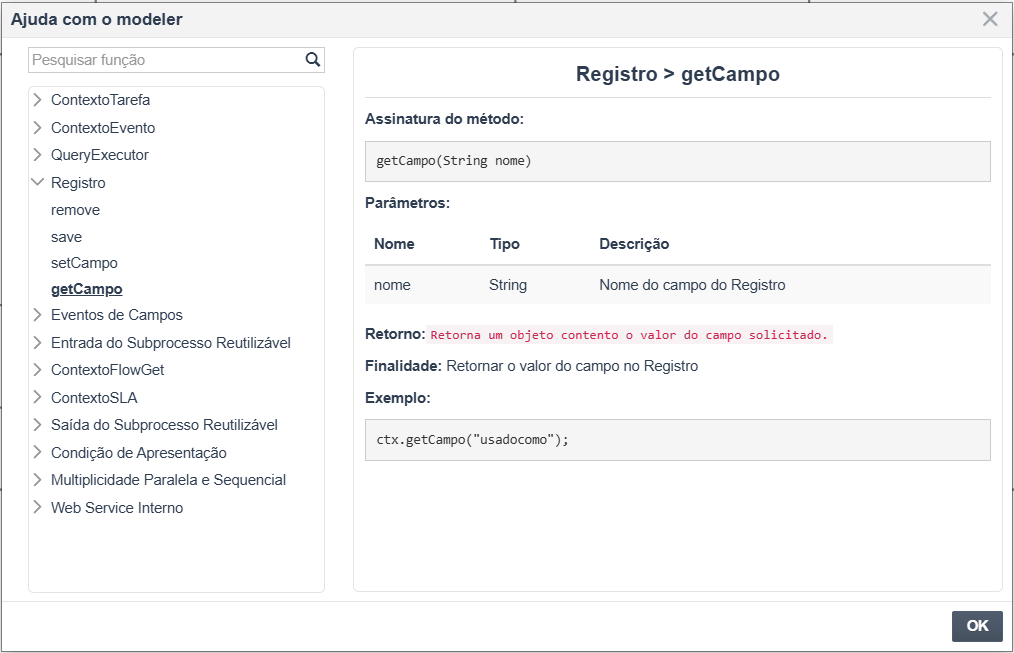 Ajuda com o modeler
Pesquisar função
ContextoTarefa
ContextoEvento
QueryExecutor
Registro
remove
save
setCampo
getCampo
Eventos de Campos
Entrada do Subprocesso Reutilizável
ContextoFlowGet
ContextoSLA
Saída do Subprocesso Reutilizável
Condição de Apresentação
Multiplicidade Paralela e Sequencial
Web Service Interno
Registro > getCampo
Assinatura do método:
getCampo(String nome)
Parâmetros:
Nome Tipo Descrição
nome String Nome do campo do Registro
Retorno: Retorna um objeto contento o valor do campo solicitado.
Finalidade: Retornar o valor do campo no Registro
Exemplo:
ctx.getCampo("usadocomo");
OK